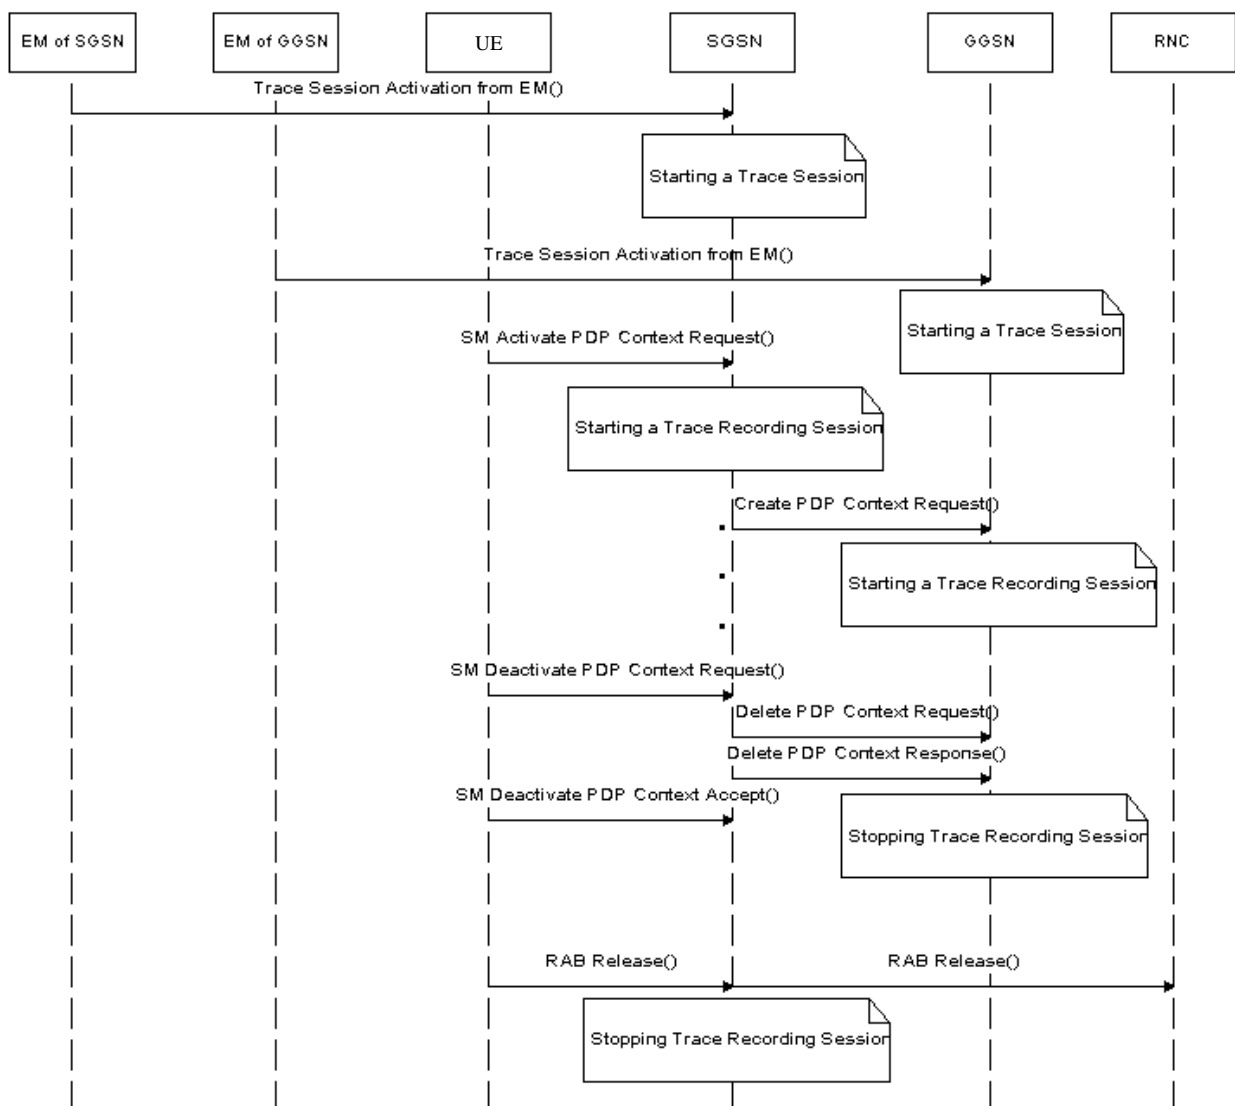 EM of SGSN
EM of GGSN
UE
SGSN
GGSN
RNC
Trace Session Activation from EM()
Starting a Trace Session
Trace Session Activation from EM()
Starting a Trace Session
SM Activate PDP Context Request()
Starting a Trace Recording Session
Create PDP Context Request()
Starting a Trace Recording Session
SM Deactivate PDP Context Request()
Delete PDP Context Request()
Delete PDP Context Response()
SM Deactivate PDP Context Accept()
Stopping Trace Recording Session
RAB Release()
RAB Release()
Stopping Trace Recording Session